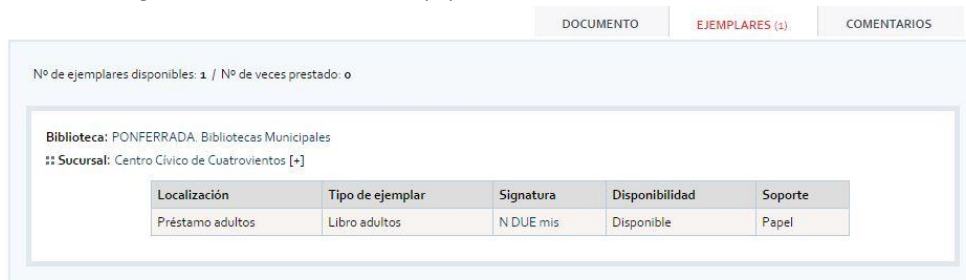 DOCUMENTO EJEMPLARES (1) COMENTARIOS
Nº de ejemplares disponibles: 1 / Nº de veces prestado: 0
Biblioteca: PONFERRADA. Bibliotecas Municipales
:: Sucursal: Centro Cívico de Cuatrovientos [+]
Localización Tipo de ejemplar Signatura Disponibilidad Soporte
Préstamo adultos Libro adultos N DUE mis Disponible Papel